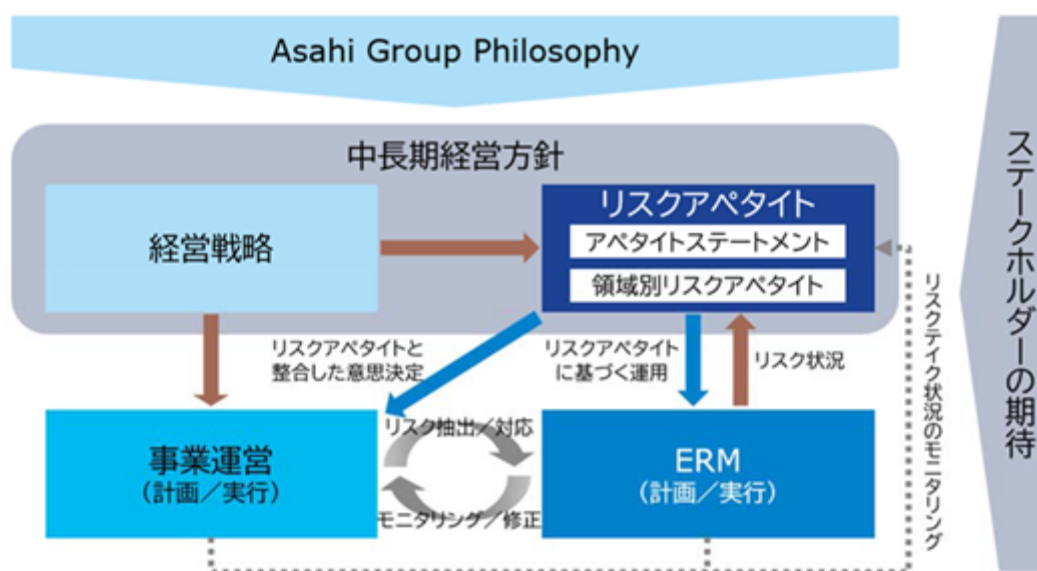 Asahi Group Philosophy
中長期経営方針
経営戦略
リスクアペタイト
アペタイトステートメント
領域別リスクアペタイト
リスクアペタイトと
整合した意思決定
リスクアペタイト
に基づく運用
リスク状況
事業運営
(計画／実行)
リスク抽出／対応
モニタリング／修正
ERM
(計画／実行)
リスクテイク状況のモニタリング
ステークホルダーの期待